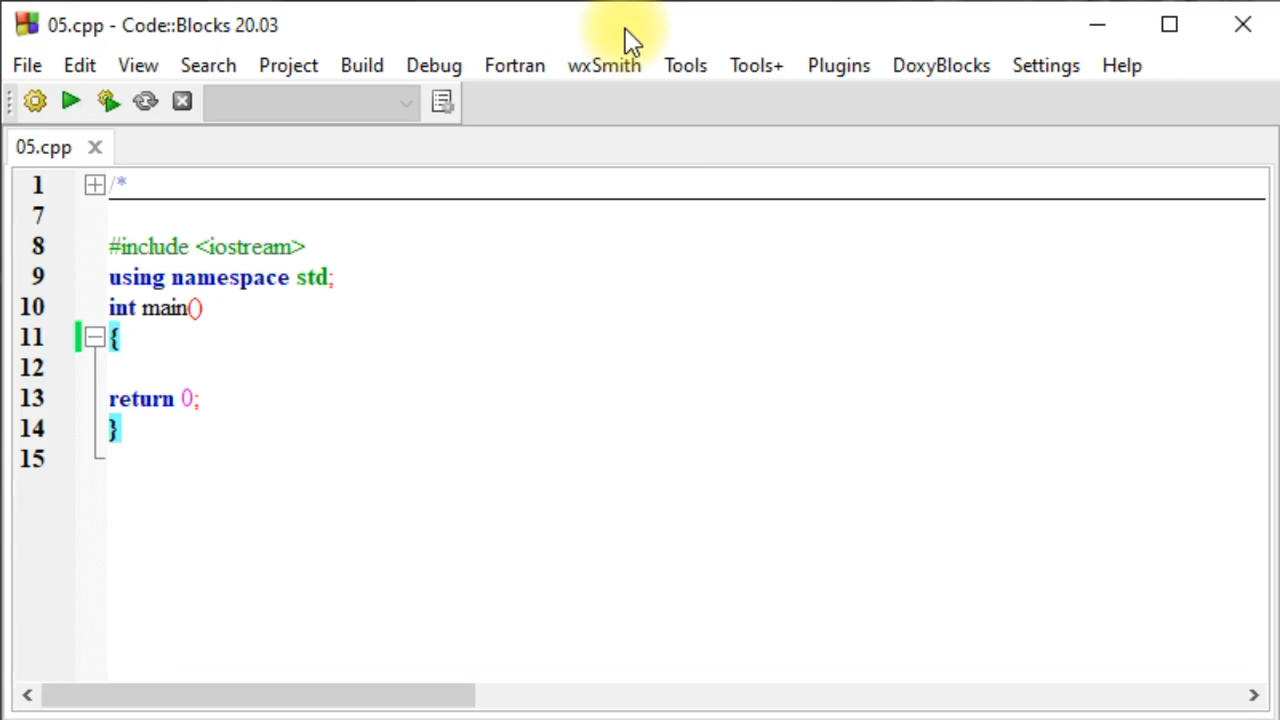 05.cpp - Code::Blocks 20.03
File Edit View Search Project Build Debug Fortran wxSmith Tools Tools+ Plugins DoxyBlocks Settings Help
05.cpp
1 /*
7
8 #include <iostream>
9 using namespace std;
10 int main()
11 {
12
13 return 0;
14 }
15